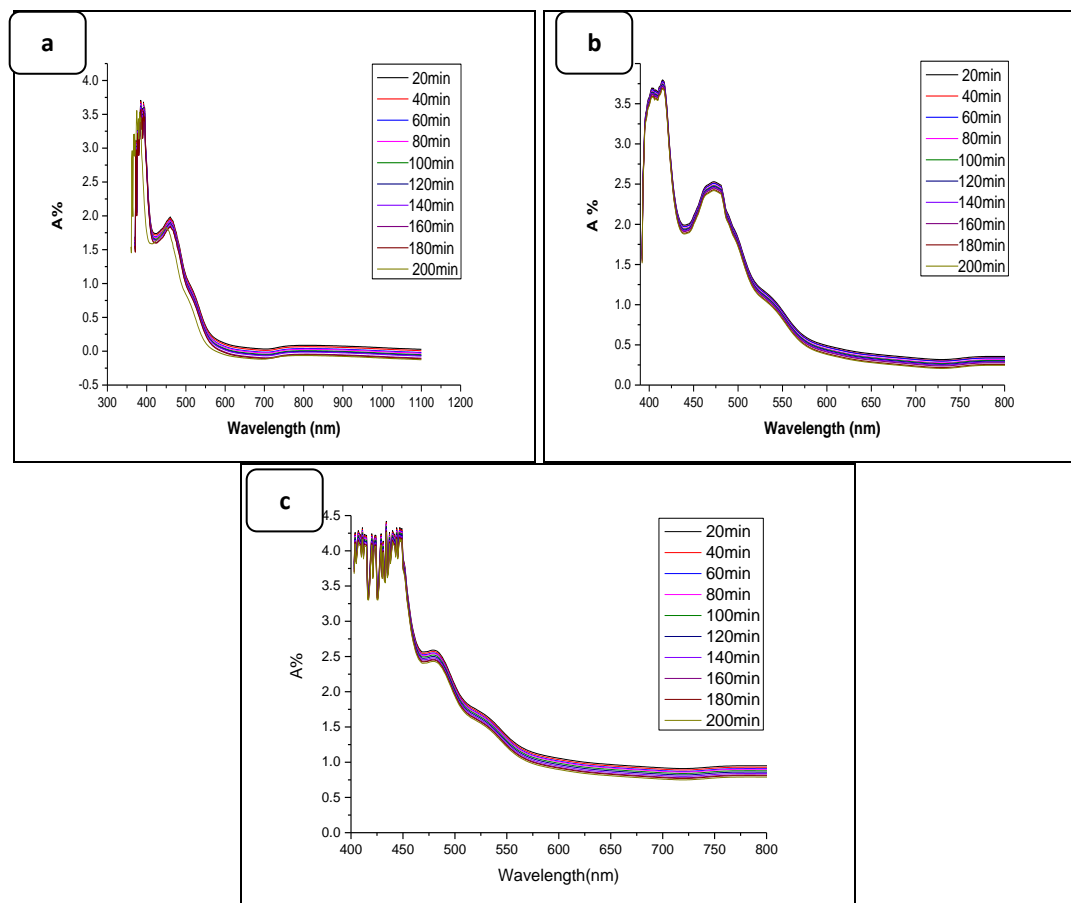 a
A%
4.0
3.5
3.0
2.5
2.0
1.5
1.0
0.5
0.0
-0.5
300 400 500 600 700 800 900 1000 1100 1200
Wavelength (nm)
20min
40min
60min
80min
100min
120min
140min
160min
180min
200min
b
A %
3.5
3.0
2.5
2.0
1.5
1.0
0.5
0.0
400 450 500 550 600 650 700 750 800
Wavelength (nm)
20min
40min
60min
80min
100min
120min
140min
160min
180min
200min
c
A%
4.5
4.0
3.5
3.0
2.5
2.0
1.5
1.0
0.5
0.0
400 450 500 550 600 650 700 750 800
Wavelength(nm)
20min
40min
60min
80min
100min
120min
140min
160min
180min
200min